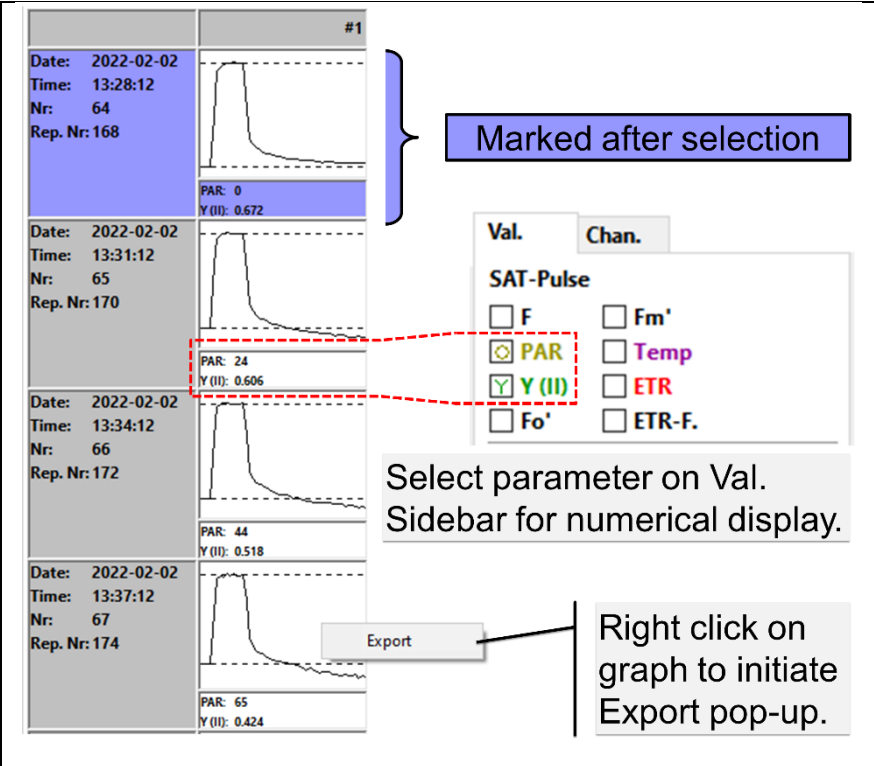 #1
Date: 2022-02-02
Time: 13:28:12
Nr: 64
Rep. Nr: 168
PAR: 0
Y (II): 0.672
Marked after selection
Date: 2022-02-02
Time: 13:31:12
Nr: 65
Rep. Nr: 170
PAR: 24
Y (II): 0.606
Val. Chan.
SAT-Pulse
F Fm'
PAR Temp
Y (II) ETR
Fo' ETR-F.
Select parameter on Val.
Sidebar for numerical display.
Date: 2022-02-02
Time: 13:34:12
Nr: 66
Rep. Nr: 172
PAR: 44
Y (II): 0.518
Date: 2022-02-02
Time: 13:37:12
Nr: 67
Rep. Nr: 174
PAR: 65
Y (II): 0.424
Export
Right click on
graph to initiate
Export pop-up.